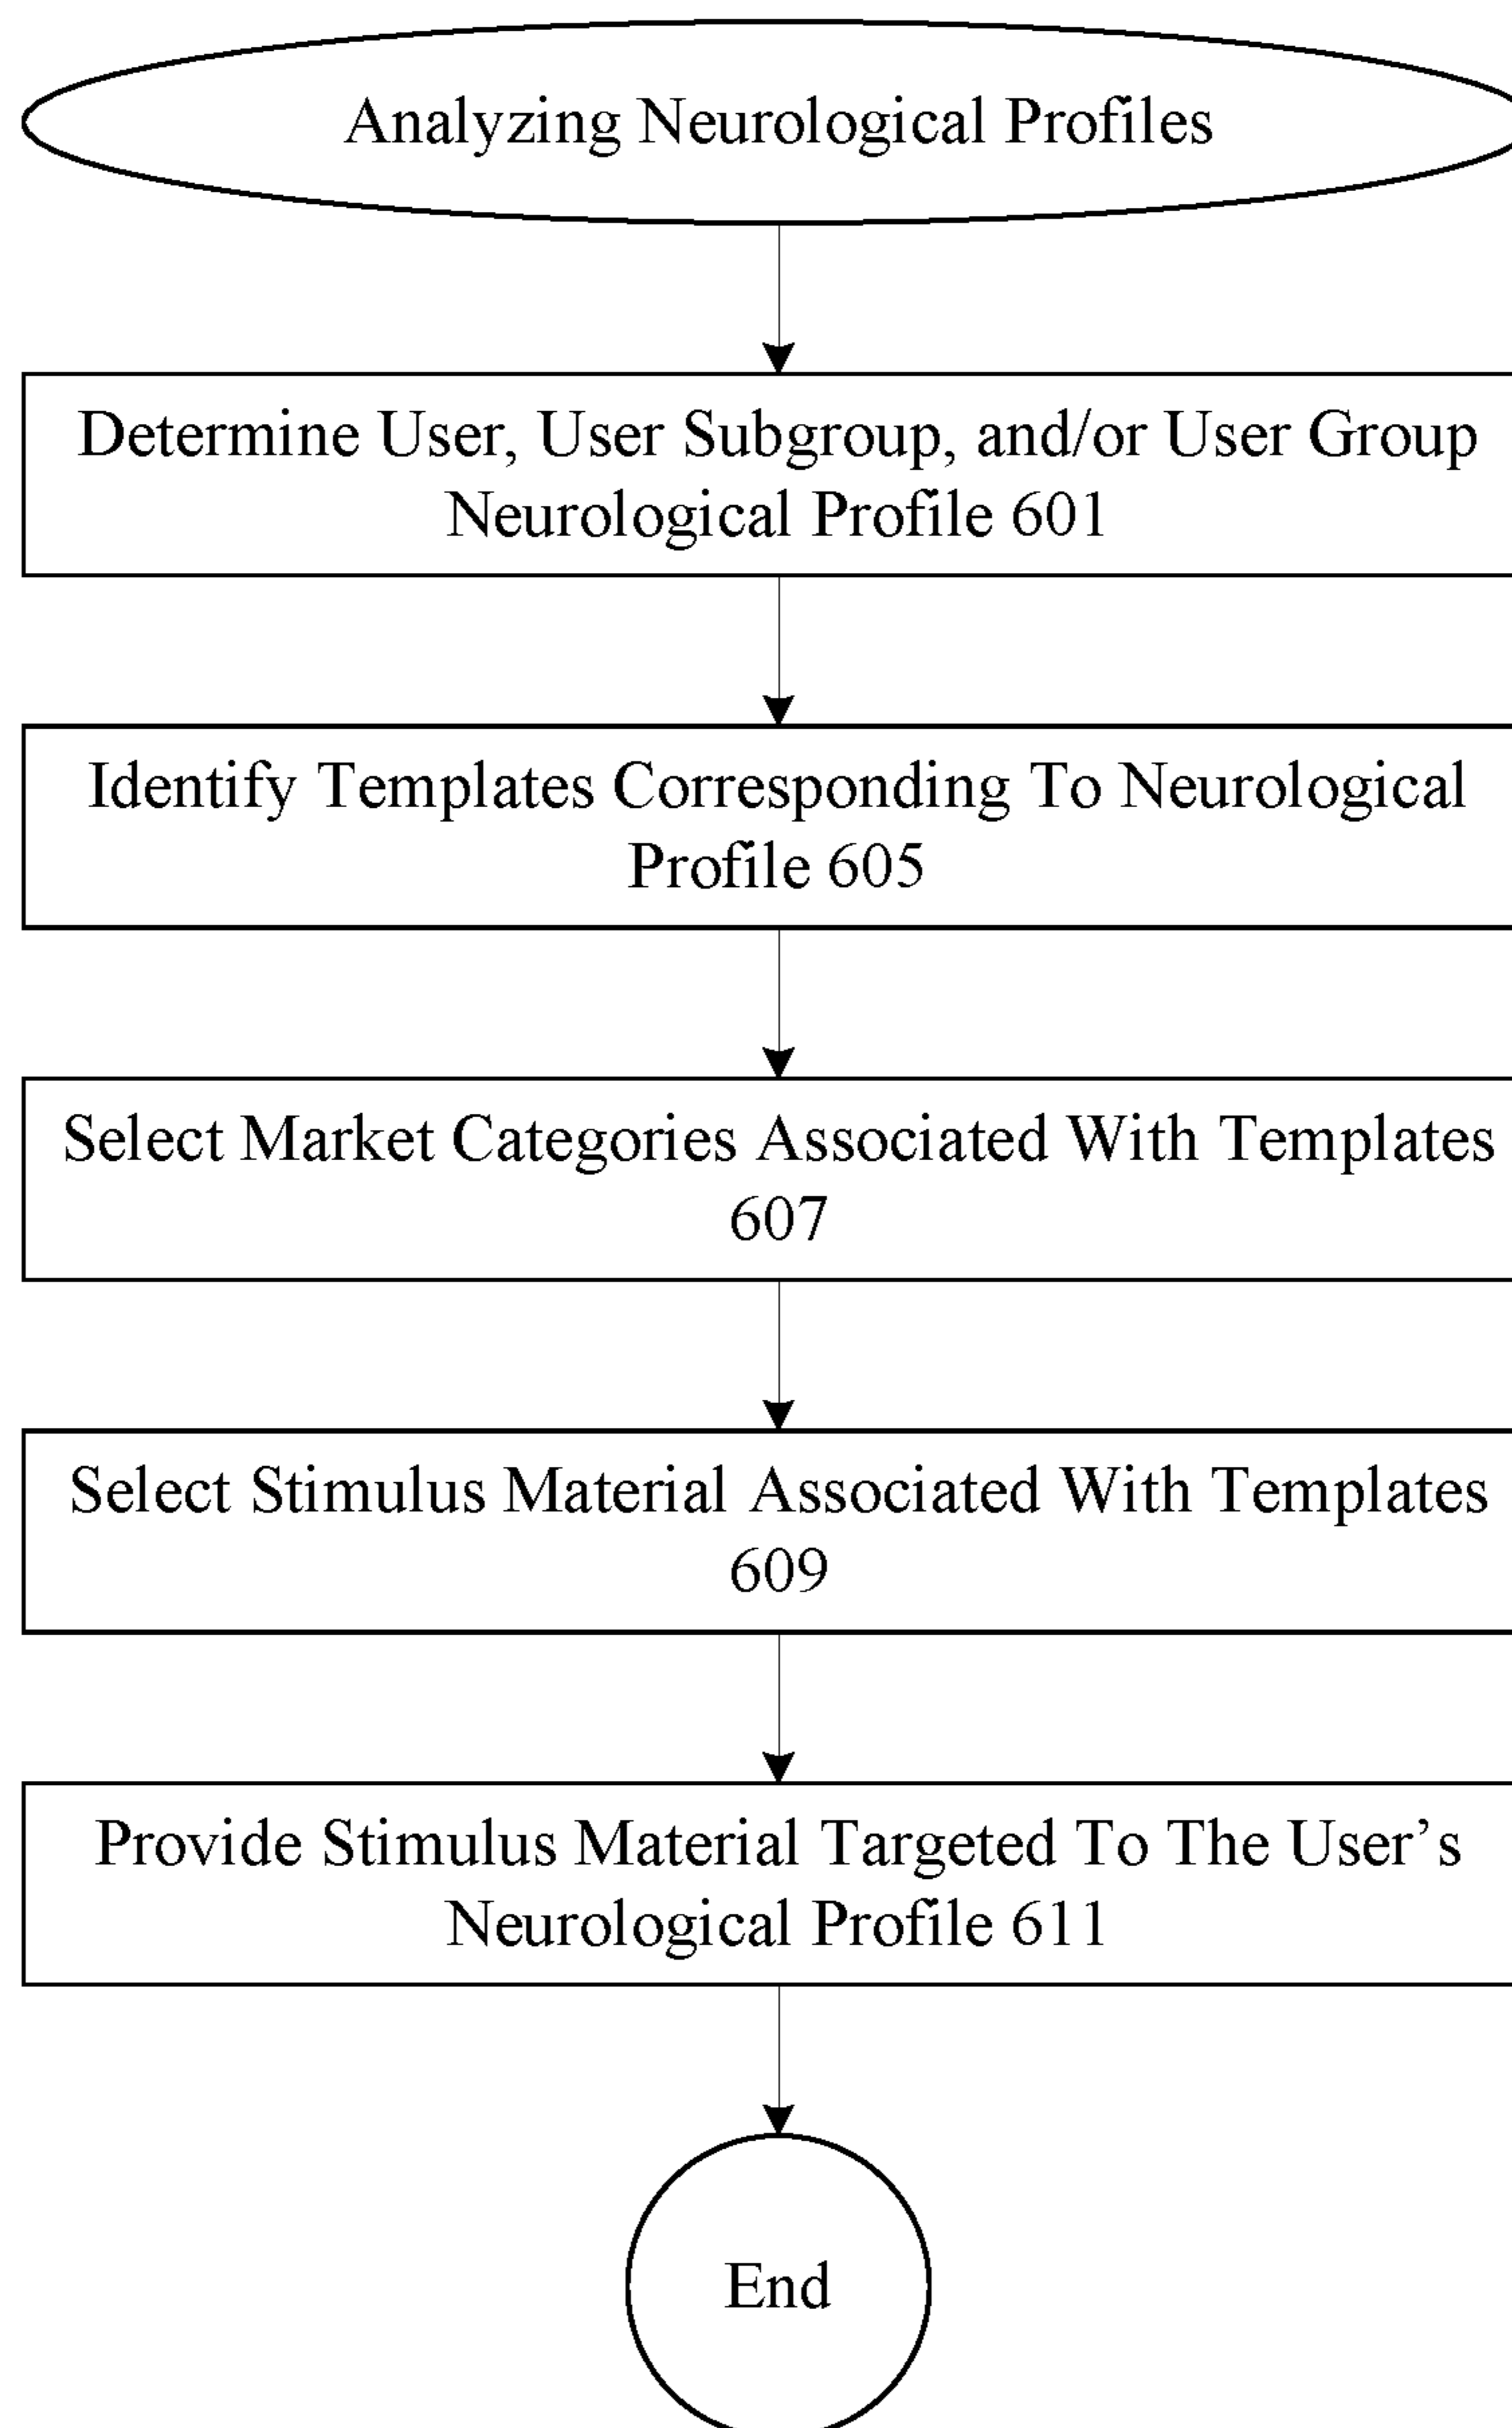 Analyzing Neurological Profiles
Determine User, User Subgroup, and/or User Group
Neurological Profile 601
Identify Templates Corresponding To Neurological
Profile 605
Select Market Categories Associated With Templates
607
Select Stimulus Material Associated With Templates
609
Provide Stimulus Material Targeted To The User’s
Neurological Profile 611
End